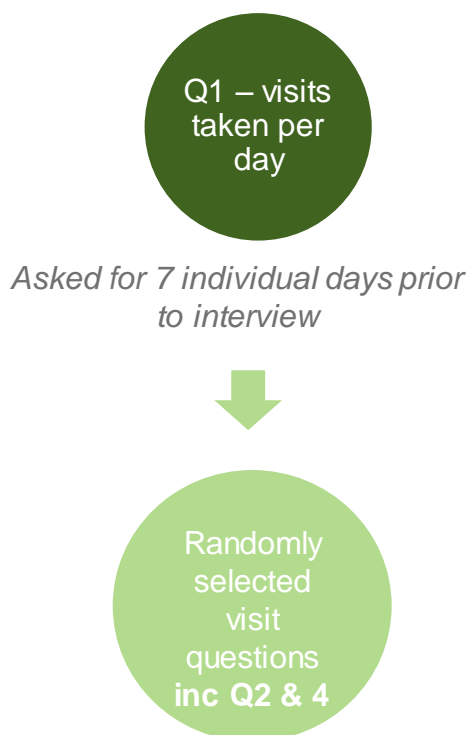 Q1 – visits
taken per
day
Asked for 7 individual days prior
to interview
Randomly
selected
visit
questions
inc Q2 & 4